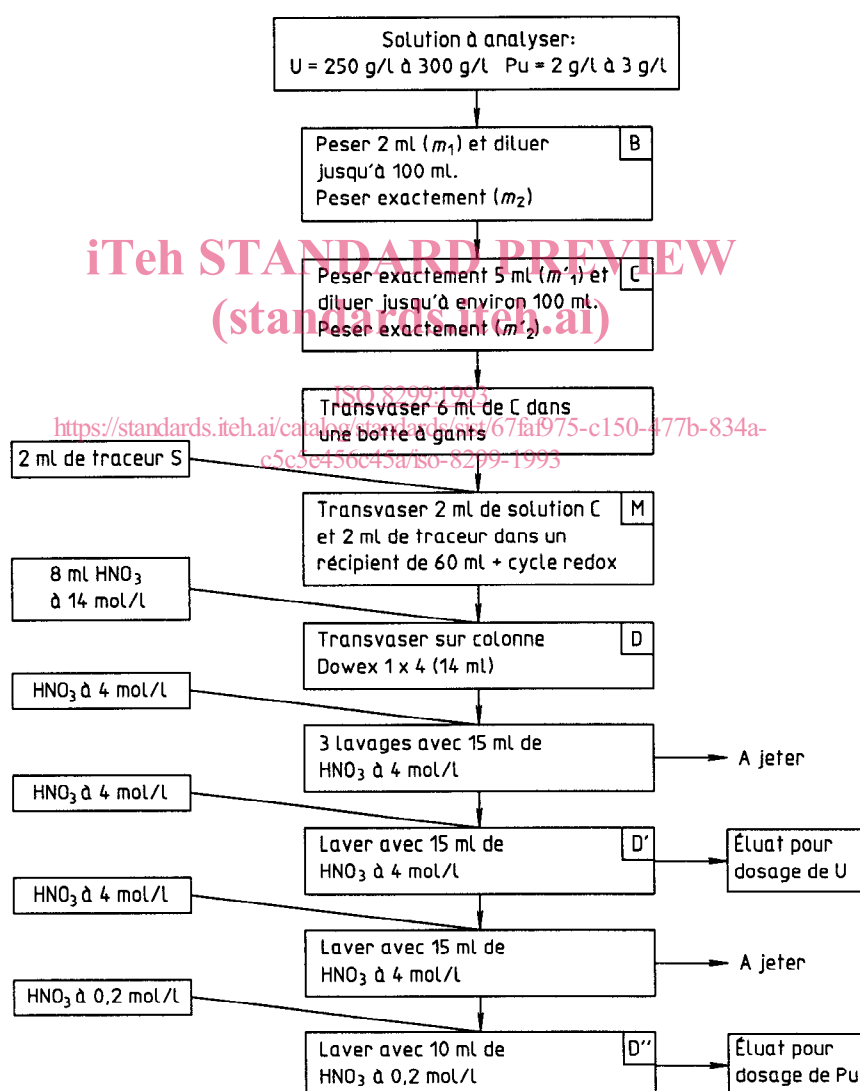 Solution à analyser:
U = 250 g/l à 300 g/l   Pu = 2 g/l à 3 g/l
Peser 2 ml (m₁) et diluer
jusqu'à 100 ml.
Peser exactement (m₂)
B
iTeh STANDARD PREVIEW
(standards.iteh.ai)
Peser exactement 5 ml (m'₁) et
diluer jusqu'à environ 100 ml.
Peser exactement (m'₂)
C
ISO 8299:1993
https://standards.iteh.ai/catalog/standards/sist/67faf975-c150-477b-834a-
c5c5e456c45a/iso-8299-1993
Transvaser 6 ml de C dans
une boîte à gants
2 ml de traceur S
Transvaser 2 ml de solution C
et 2 ml de traceur dans un
récipient de 60 ml + cycle redox
M
8 ml HNO₃
à 14 mol/l
Transvaser sur colonne
Dowex 1 x 4 (14 ml)
D
HNO₃ à 4 mol/l
3 lavages avec 15 ml de
HNO₃ à 4 mol/l
A jeter
HNO₃ à 4 mol/l
Laver avec 15 ml de
HNO₃ à 4 mol/l
D'
Éluat pour
dosage de U
HNO₃ à 4 mol/l
Laver avec 15 ml de
HNO₃ à 4 mol/l
A jeter
HNO₃ à 0,2 mol/l
Laver avec 10 ml de
HNO₃ à 0,2 mol/l
D''
Éluat pour
dosage de Pu